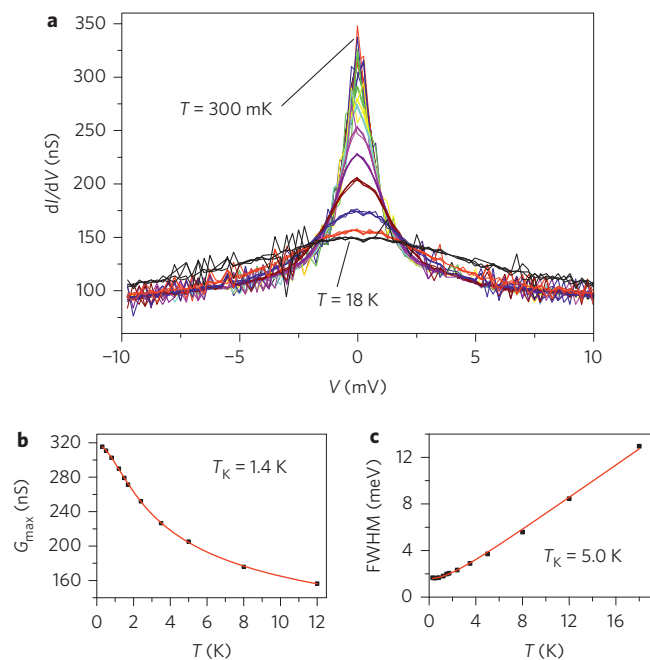 a
350
300
250
200
150
100
dI/dV (nS)
T = 300 mK
T = 18 K
−10
−5
0
5
10
V (mV)
b
320
280
240
200
160
G_max (nS)
T_K = 1.4 K
0
2
4
6
8
10
12
T (K)
c
12
8
4
0
FWHM (meV)
T_K = 5.0 K
0
4
8
12
16
T (K)